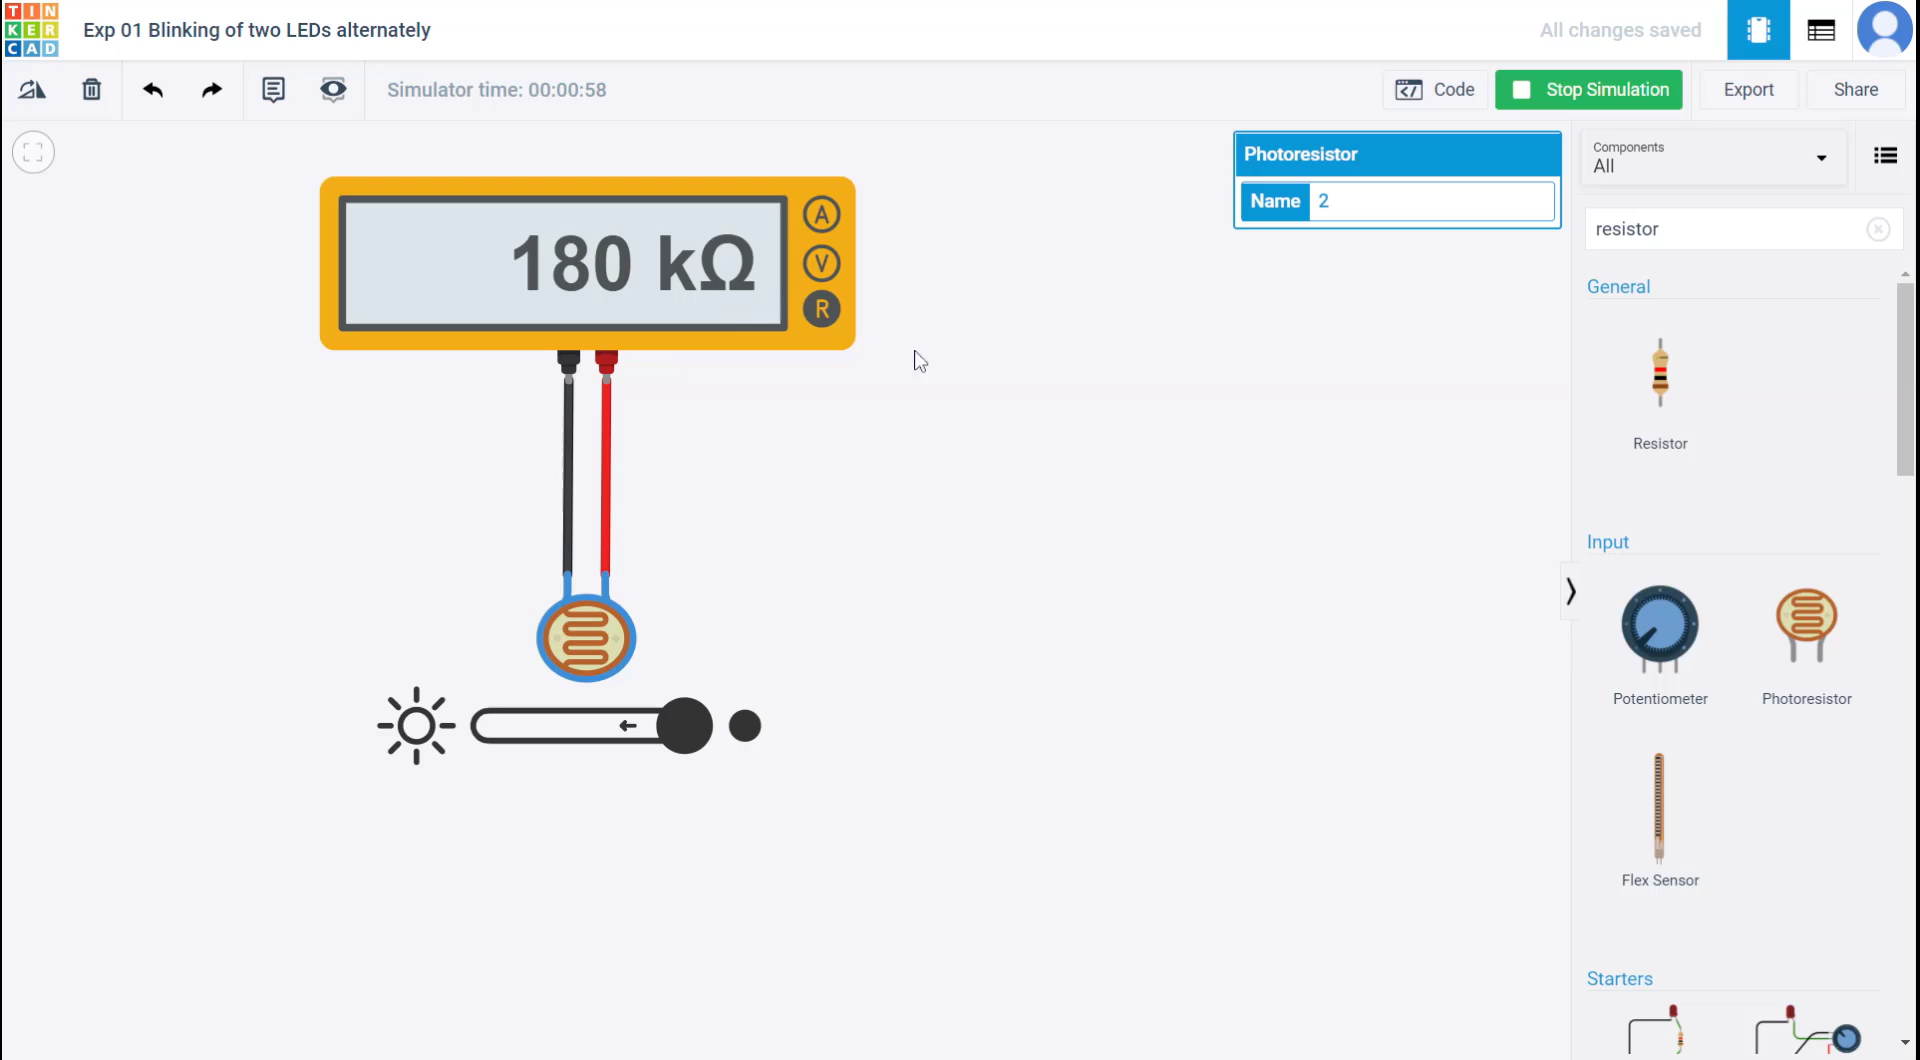 TIN
KER
CAD
Exp 01 Blinking of two LEDs alternately
All changes saved
Simulator time: 00:00:58
Code
Stop Simulation
Export
Share
180 kΩ
A
V
R
Photoresistor
Name 2
Components
All
resistor
General
Resistor
Input
Potentiometer
Photoresistor
Flex Sensor
Starters